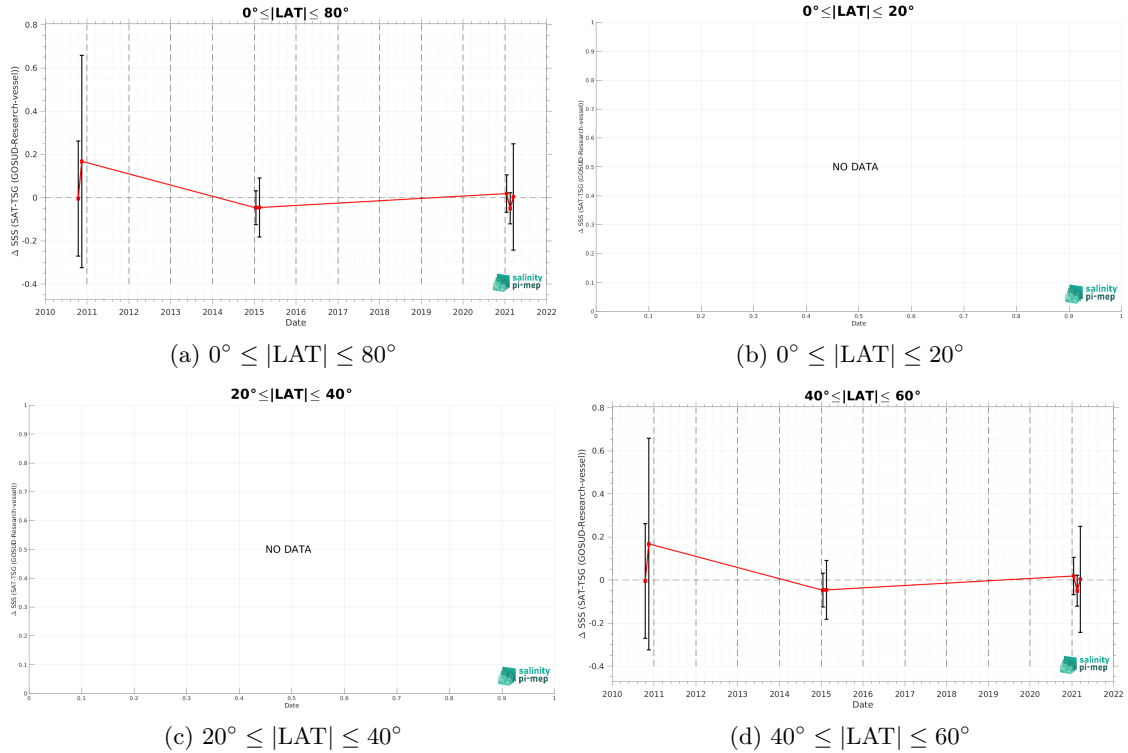 0°≤|LAT|≤ 80°
0.8
0.6
0.4
0.2
0
-0.2
-0.4
Δ SSS (SAT-TSG (GOSUD-Research-vessel))
2010 2011 2012 2013 2014 2015 2016 2017 2018 2019 2020 2021 2022
Date
salinity
pi-mep
(a) 0° ≤ |LAT| ≤ 80°
0°≤|LAT|≤ 20°
1
0.9
0.8
0.7
0.6
0.5
0.4
0.3
0.2
0.1
0
Δ SSS (SAT-TSG (GOSUD-Research-vessel))
NO DATA
0 0.1 0.2 0.3 0.4 0.5 0.6 0.7 0.8 0.9 1
Date
salinity
pi-mep
(b) 0° ≤ |LAT| ≤ 20°
20°≤|LAT|≤ 40°
1
0.9
0.8
0.7
0.6
0.5
0.4
0.3
0.2
0.1
0
Δ SSS (SAT-TSG (GOSUD-Research-vessel))
NO DATA
0 0.1 0.2 0.3 0.4 0.5 0.6 0.7 0.8 0.9 1
Date
salinity
pi-mep
(c) 20° ≤ |LAT| ≤ 40°
40°≤|LAT|≤ 60°
0.8
0.6
0.4
0.2
0
-0.2
-0.4
Δ SSS (SAT-TSG (GOSUD-Research-vessel))
2010 2011 2012 2013 2014 2015 2016 2017 2018 2019 2020 2021 2022
Date
salinity
pi-mep
(d) 40° ≤ |LAT| ≤ 60°